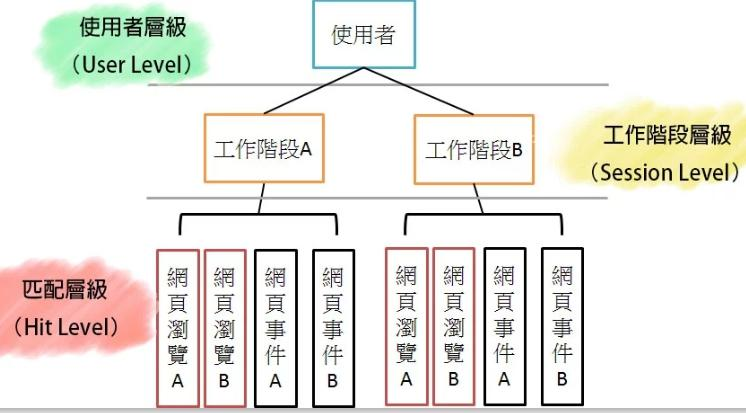 使用者層級
（User Level）
使用者
工作階段A
工作階段B
工作階段層級
（Session Level）
匹配層級
（Hit Level）
網頁瀏覽A
網頁瀏覽B
網頁事件A
網頁事件B
網頁瀏覽A
網頁瀏覽B
網頁事件A
網頁事件B